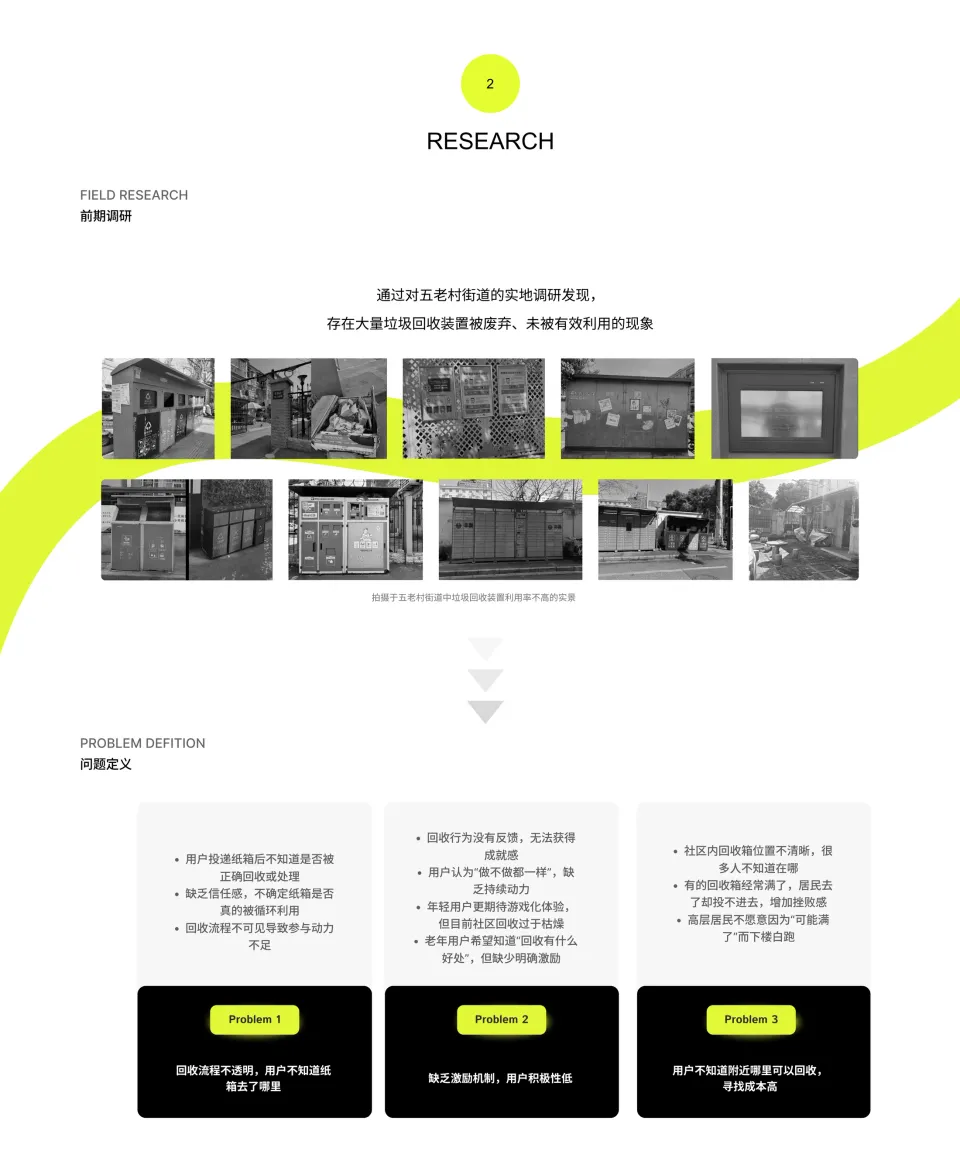 2
RESEARCH
FIELD RESEARCH
前期调研
通过对五老村街道的实地调研发现，
存在大量垃圾回收装置被废弃、未被有效利用的现象
拍摄于五老村街道中垃圾回收装置利用率不高的实景
PROBLEM DEFITION
问题定义
• 用户投递纸箱后不知道是否被
正确回收或处理
• 缺乏信任感，不确定纸箱是否
真的被循环利用
• 回收流程不可见导致参与动力
不足
Problem 1
回收流程不透明，用户不知道纸
箱去了哪里
• 回收行为没有反馈，无法获得
成就感
• 用户认为“做不做都一样”，缺
乏持续动力
• 年轻用户更期待游戏化体验，
但目前社区回收过于枯燥
• 老年用户希望知道“回收有什么
好处”，但缺少明确激励
Problem 2
缺乏激励机制，用户积极性低
• 社区内回收箱位置不清晰，很
多人不知道在哪
• 有的回收箱经常满了，居民去
了却投不进去，增加挫败感
• 高层居民不愿意因为“可能满
了”而下楼白跑
Problem 3
用户不知道附近哪里可以回收，
寻找成本高